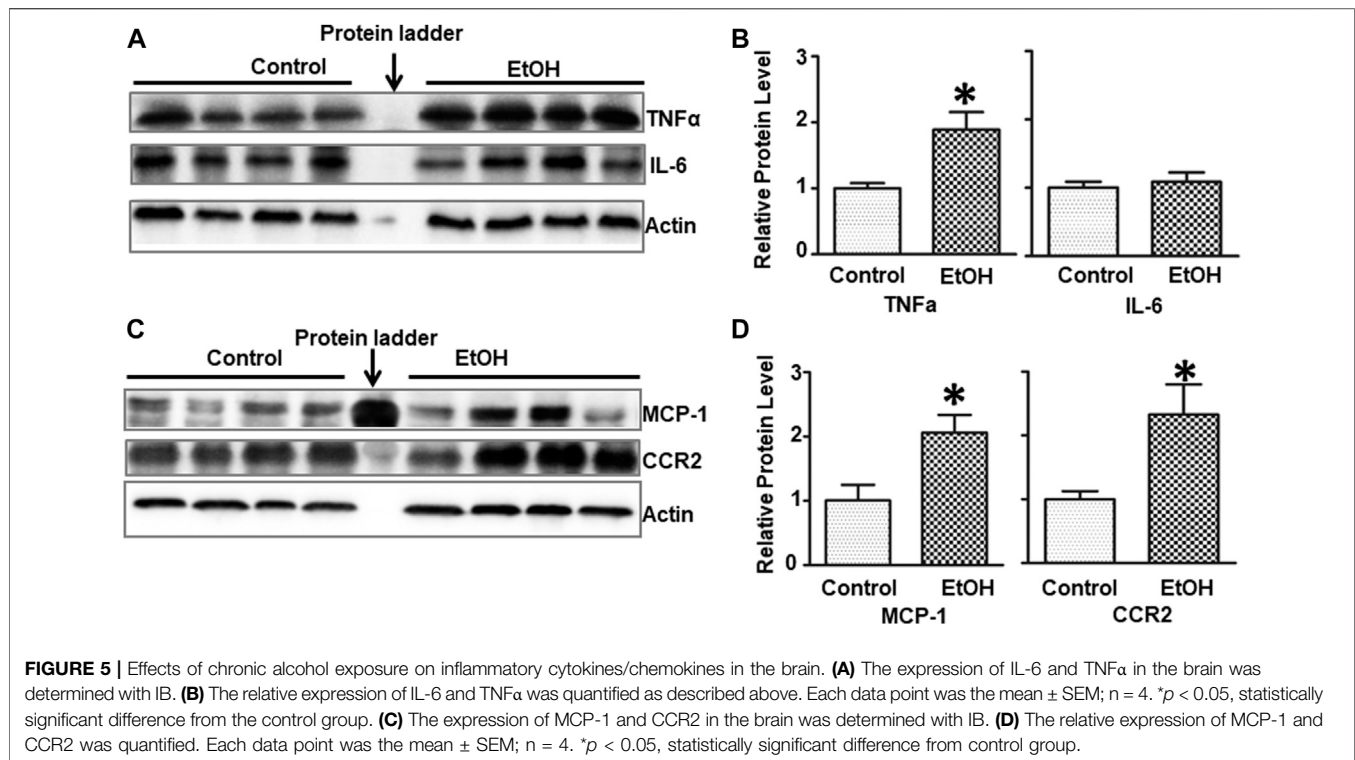 A
Protein ladder
Control
EtOH
TNFα
IL-6
Actin
B
Relative Protein Level
3
2
1
0
*
Control EtOH
TNFa
Control EtOH
IL-6
C
Protein ladder
Control
EtOH
MCP-1
CCR2
Actin
D
Relative Protein Level
3
2
1
0
*
*
Control EtOH
MCP-1
Control EtOH
CCR2
FIGURE 5 | Effects of chronic alcohol exposure on inflammatory cytokines/chemokines in the brain. (A) The expression of IL-6 and TNFα in the brain was
determined with IB. (B) The relative expression of IL-6 and TNFα was quantified as described above. Each data point was the mean ± SEM; n = 4. *p < 0.05, statistically
significant difference from the control group. (C) The expression of MCP-1 and CCR2 in the brain was determined with IB. (D) The relative expression of MCP-1 and
CCR2 was quantified. Each data point was the mean ± SEM; n = 4. *p < 0.05, statistically significant difference from control group.